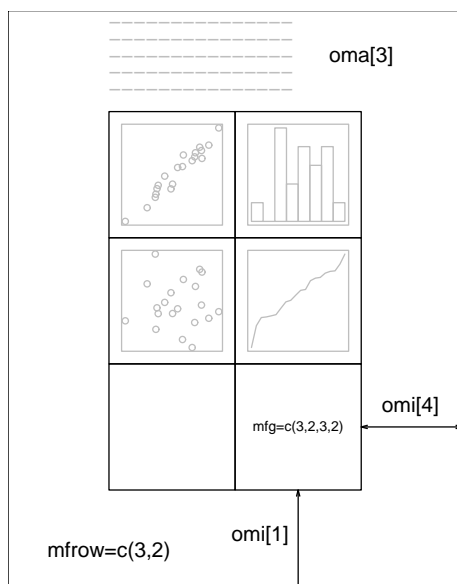 oma[3]
omi[4]
mfg=c(3,2,3,2)
omi[1]
mfrow=c(3,2)